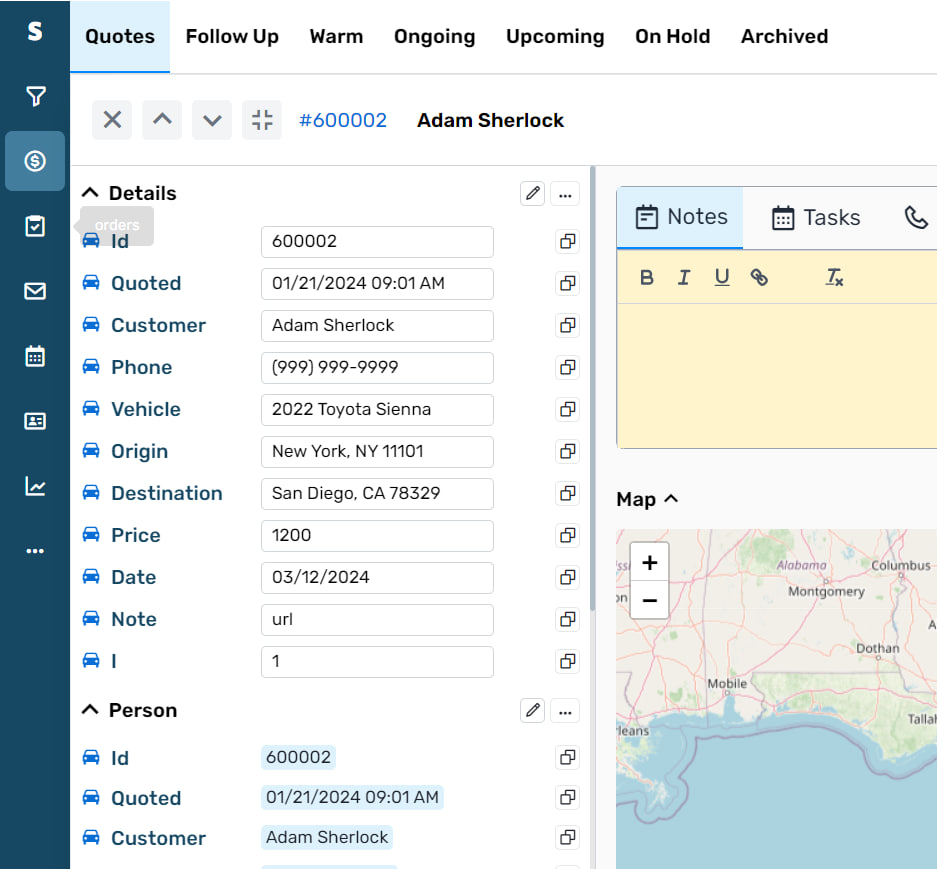 S
Quotes Follow Up Warm Ongoing Upcoming On Hold Archived
#600002 Adam Sherlock
Details
...
orders
Id 600002
Quoted 01/21/2024 09:01 AM
Customer Adam Sherlock
Phone (999) 999-9999
Vehicle 2022 Toyota Sienna
Origin New York, NY 11101
Destination San Diego, CA 78329
Price 1200
Date 03/12/2024
Note url
I 1
Person
...
Id 600002
Quoted 01/21/2024 09:01 AM
Customer Adam Sherlock
Notes Tasks
B I U Tx
Map
+
−
Alabama
Columbus
Montgomery
Dothan
Mobile
Tallah
leans